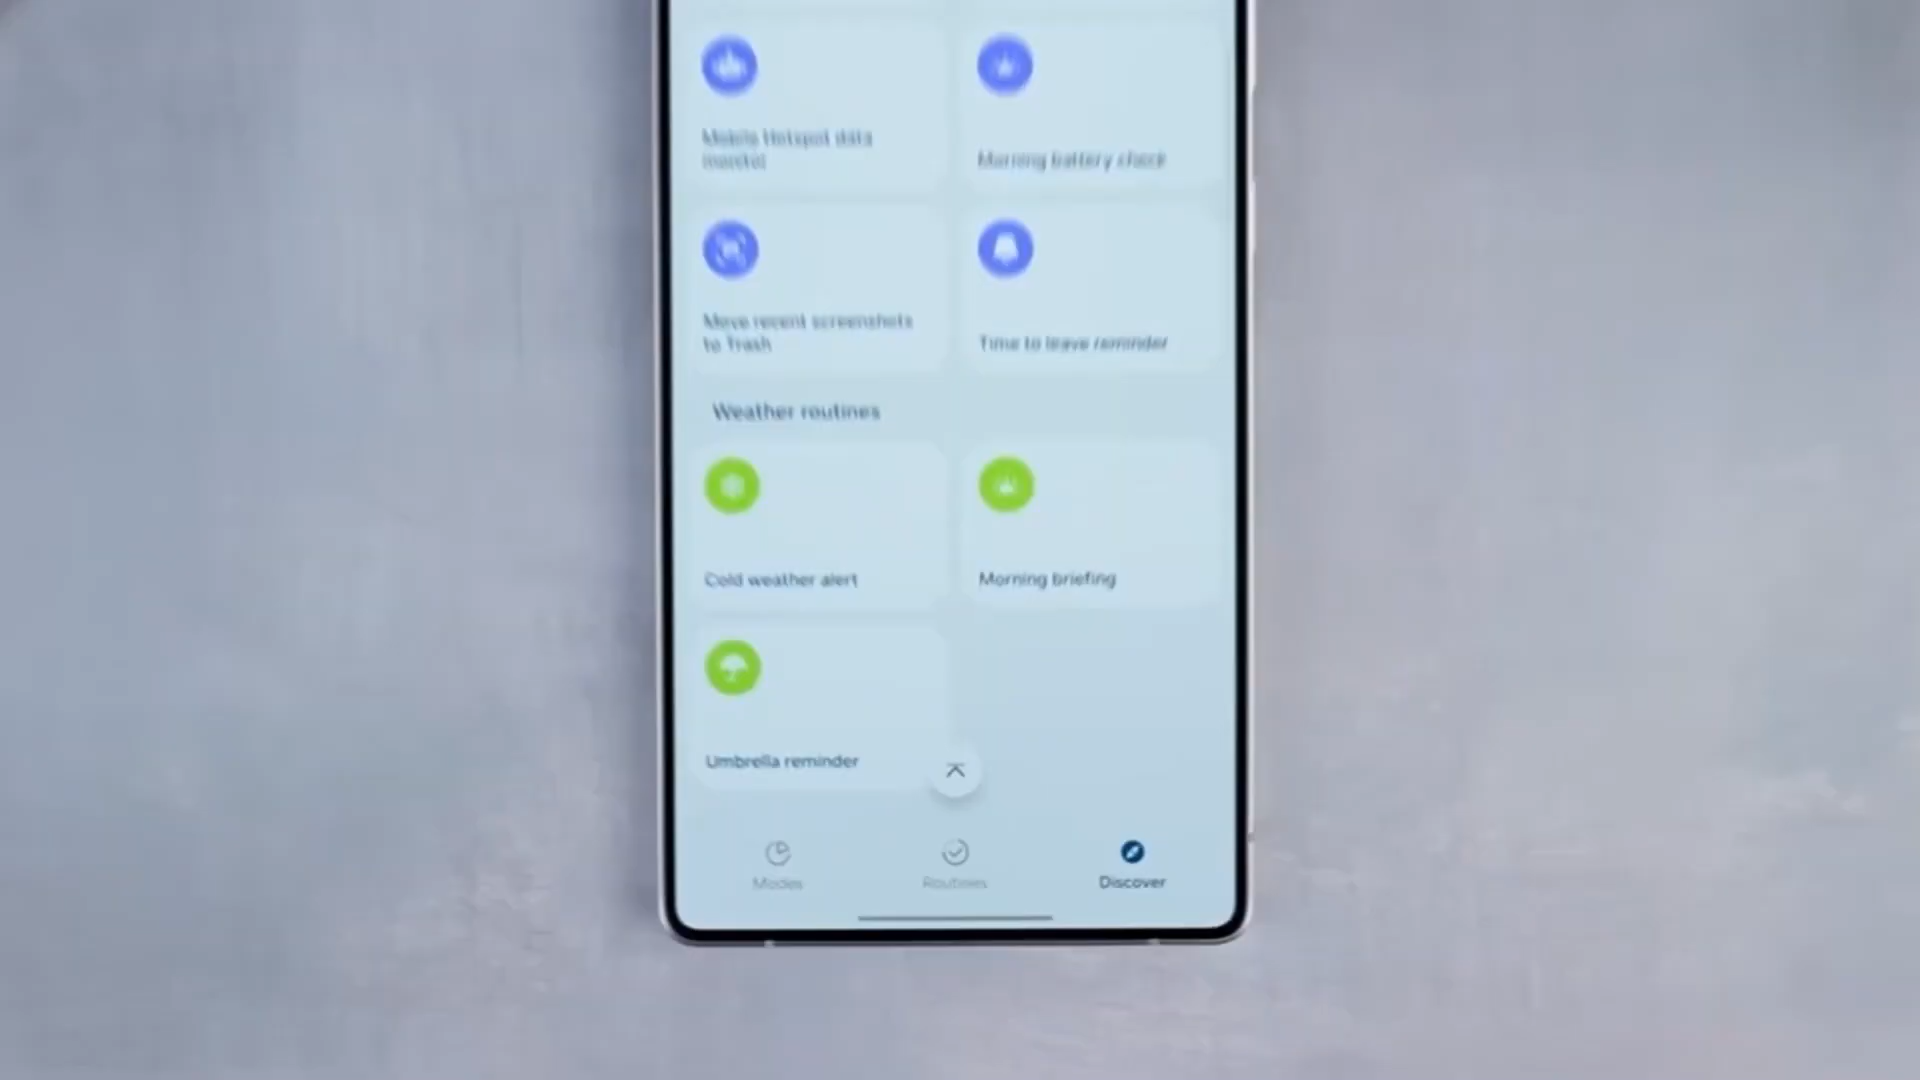 Mobile Hotspot data
monitor
Morning battery check
Move recent screenshots
to Trash
Time to leave reminder
Weather routines
Cold weather alert
Morning briefing
Umbrella reminder
Modes
Routines
Discover